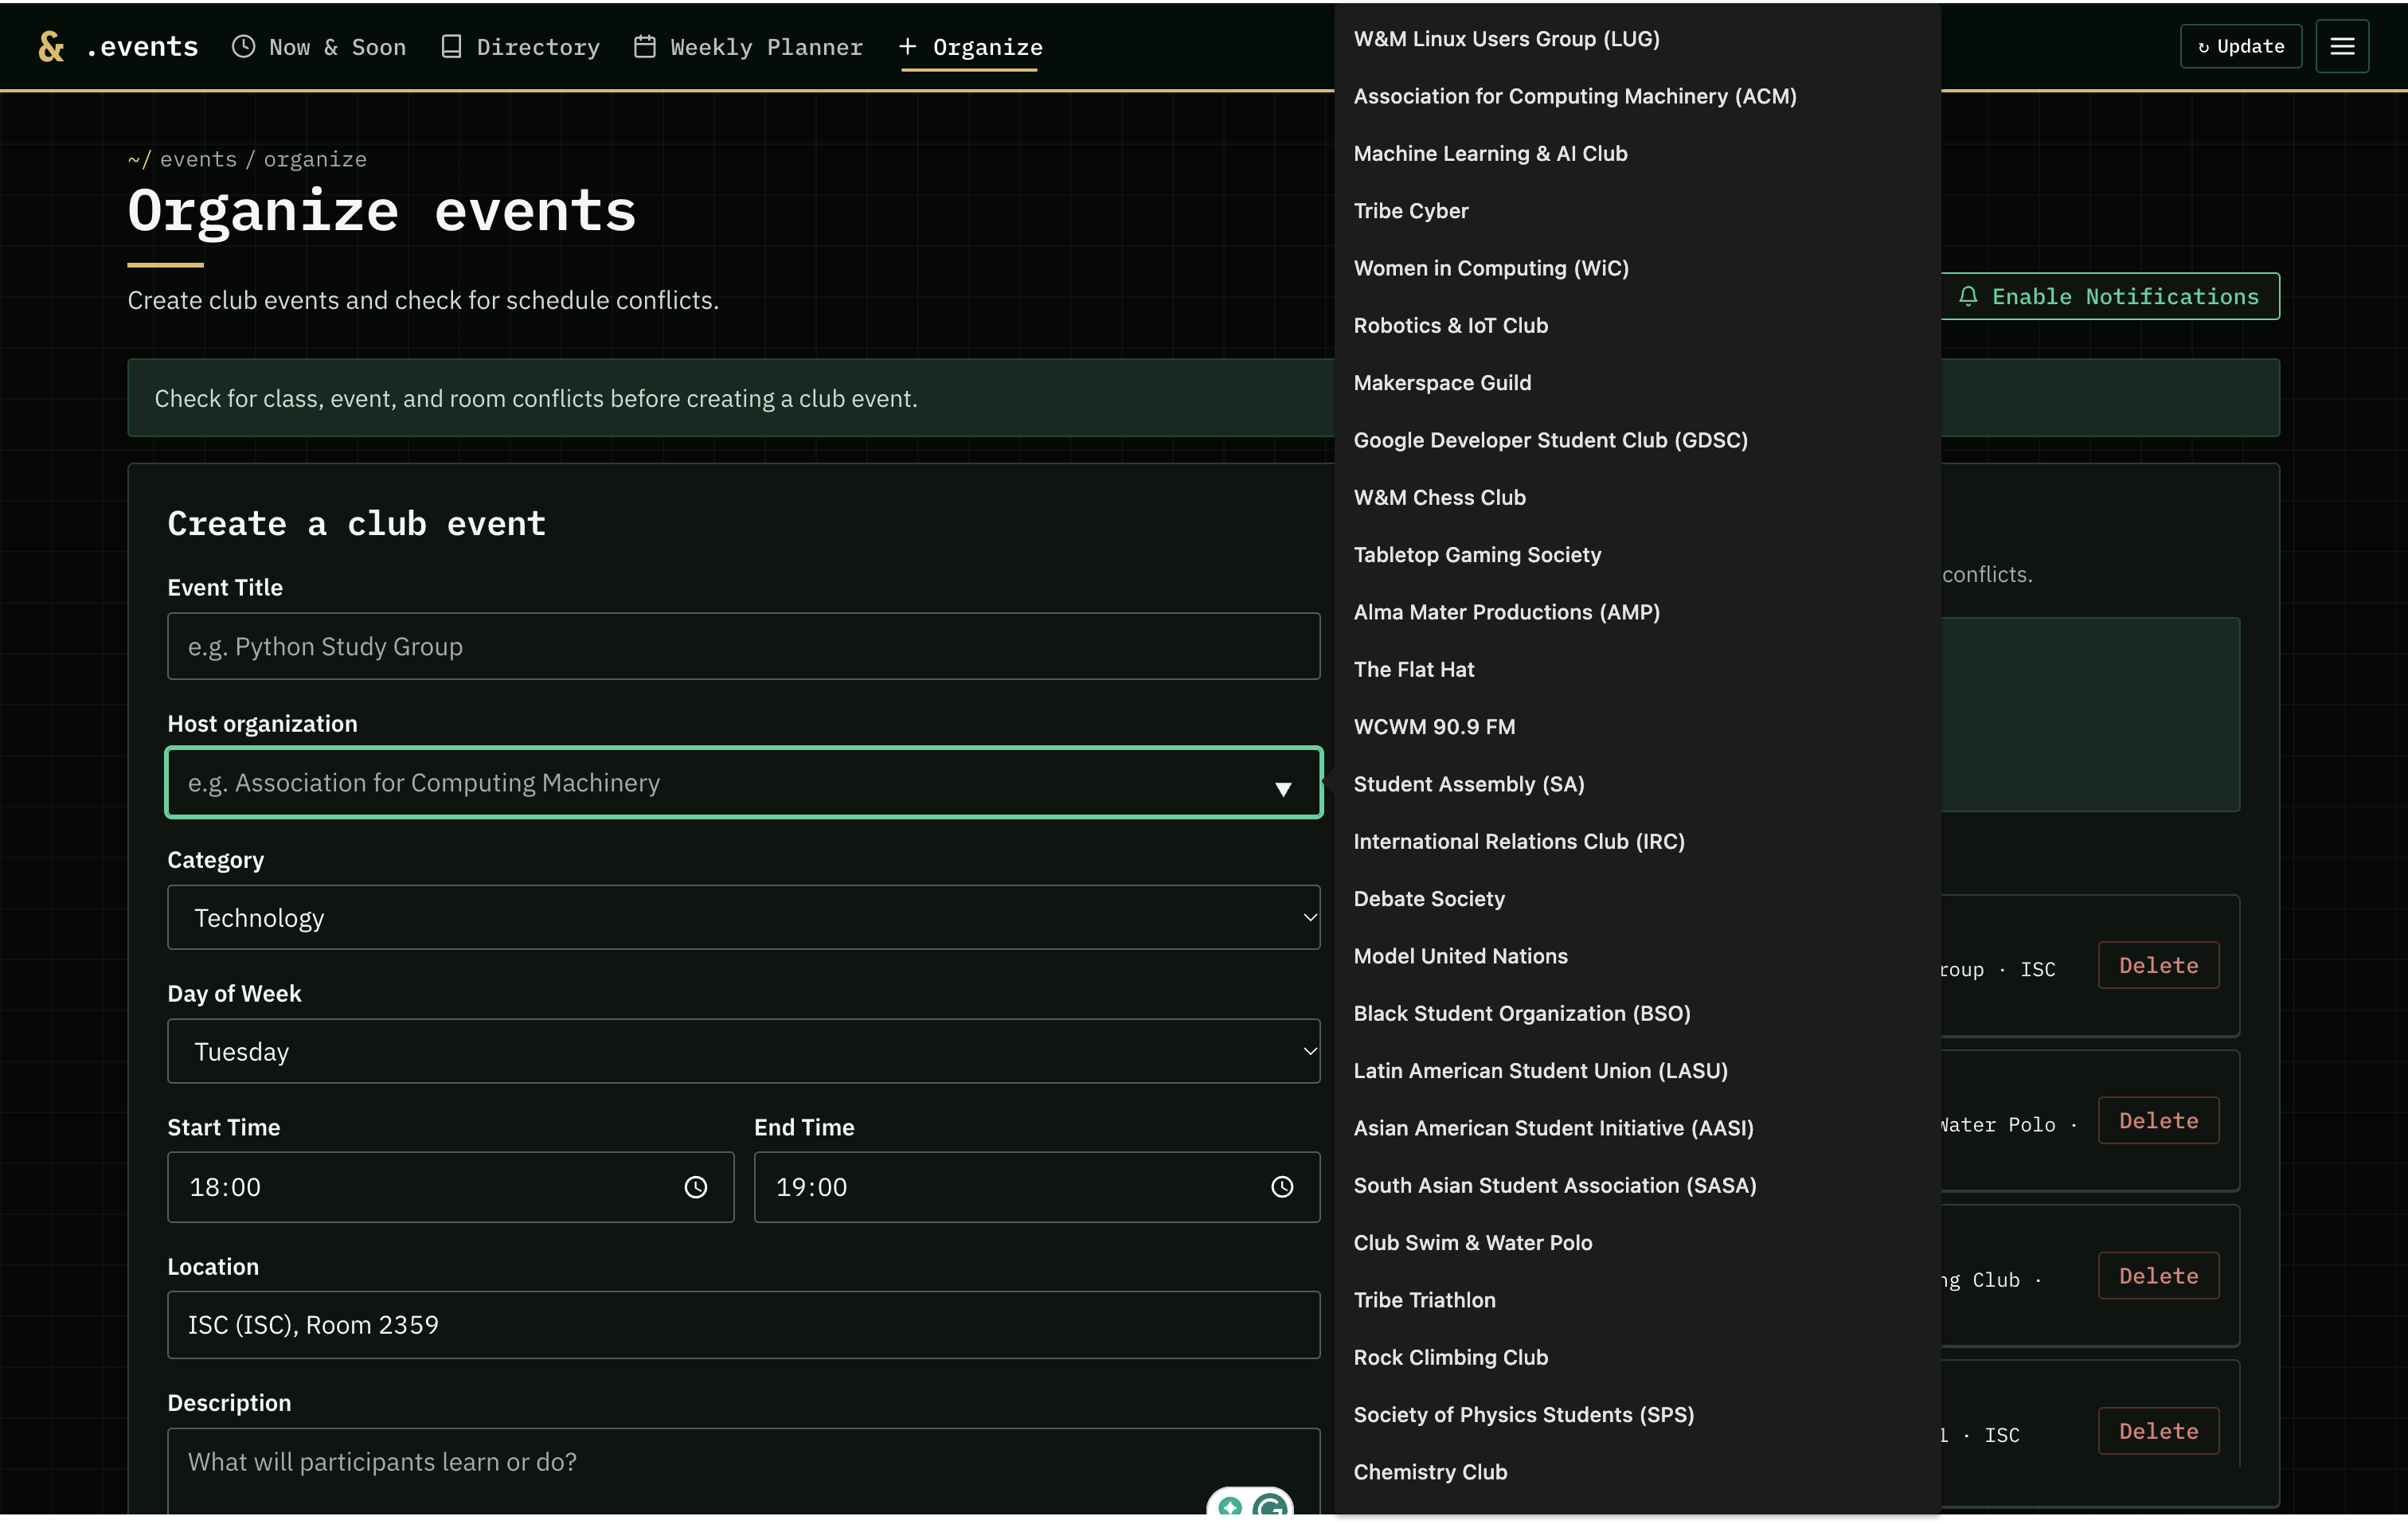 & .events
Now & Soon
Directory
Weekly Planner
+ Organize
↻ Update
~/ events / organize
Organize events
Create club events and check for schedule conflicts.
Enable Notifications
Check for class, event, and room conflicts before creating a club event.
Create a club event
Event Title
e.g. Python Study Group
Host organization
e.g. Association for Computing Machinery
Category
Technology
Day of Week
Tuesday
Start Time
End Time
18:00
19:00
Location
ISC (ISC), Room 2359
Description
What will participants learn or do?
W&M Linux Users Group (LUG)
Association for Computing Machinery (ACM)
Machine Learning & AI Club
Tribe Cyber
Women in Computing (WiC)
Robotics & IoT Club
Makerspace Guild
Google Developer Student Club (GDSC)
W&M Chess Club
Tabletop Gaming Society
Alma Mater Productions (AMP)
The Flat Hat
WCWM 90.9 FM
Student Assembly (SA)
International Relations Club (IRC)
Debate Society
Model United Nations
Black Student Organization (BSO)
Latin American Student Union (LASU)
Asian American Student Initiative (AASI)
South Asian Student Association (SASA)
Club Swim & Water Polo
Tribe Triathlon
Rock Climbing Club
Society of Physics Students (SPS)
Chemistry Club
conflicts.
· ISC
Delete
Water Polo ·
Delete
Club ·
Delete
· ISC
Delete